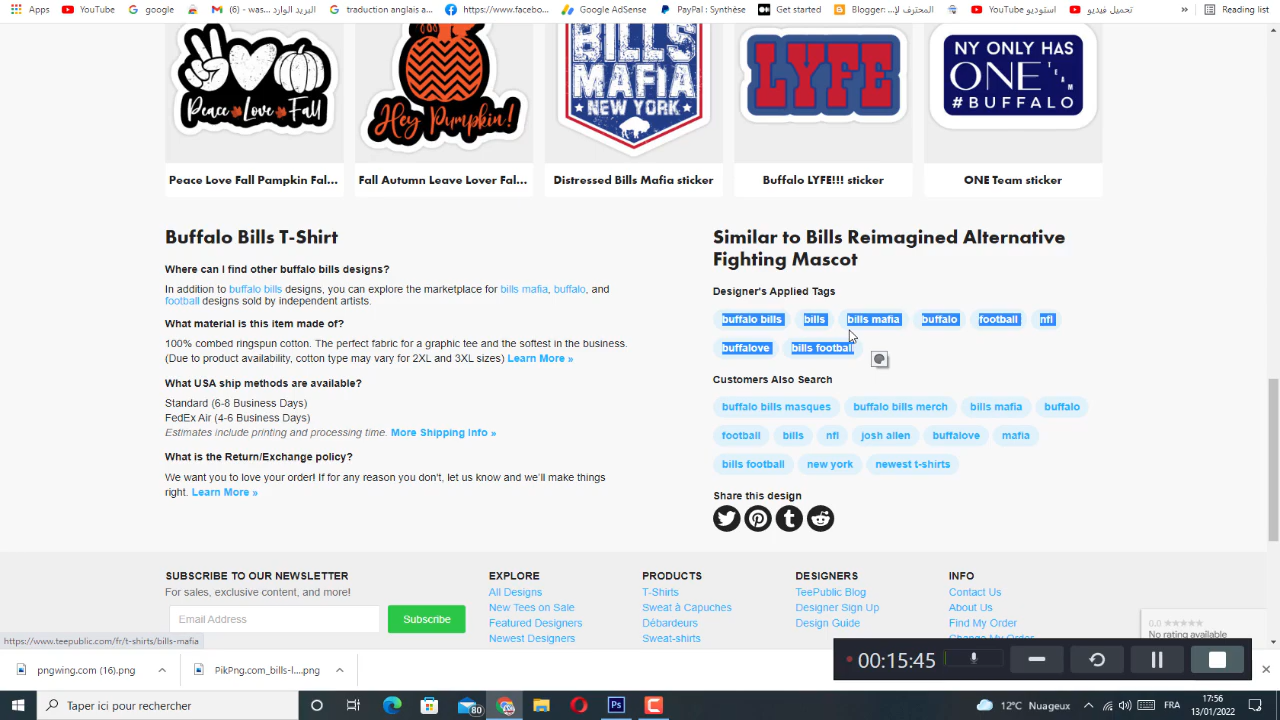 Apps YouTube google (6) - was... البريد الوارد traduction anglais a... https://www.facebo... Google AdSense PayPal : Synthèse Get started Blogger: المحترف لإ... YouTube استوديو تحميل فيديو » Reading list
Peace Love Fall
Hey Pumpkin!
BILLS
MAFIA
NEW YORK
LYFE
NY ONLY HAS
ONE TEAM
#BUFFALO
Peace Love Fall Pampkin Fal... Fall Autumn Leave Lover Fal... Distressed Bills Mafia sticker Buffalo LYFE!!! sticker ONE Team sticker
Buffalo Bills T-Shirt
Where can I find other buffalo bills designs?
In addition to buffalo bills designs, you can explore the marketplace for bills mafia, buffalo, and
football designs sold by independent artists.
What material is this item made of?
100% combed ringspun cotton. The perfect fabric for a graphic tee and the softest in the business.
(Due to product availability, cotton type may vary for 2XL and 3XL sizes) Learn More »
What USA ship methods are available?
Standard (6-8 Business Days)
FedEx Air (4-6 Business Days)
Estimates include printing and processing time. More Shipping Info »
What is the Return/Exchange policy?
We want you to love your order! If for any reason you don't, let us know and we'll make things
right. Learn More »
Similar to Bills Reimagined Alternative
Fighting Mascot
Designer's Applied Tags
buffalo bills bills bills mafia buffalo football nfl
buffalove bills football
Customers Also Search
buffalo bills masques buffalo bills merch bills mafia buffalo
football bills nfl josh allen buffalove mafia
bills football new york newest t-shirts
Share this design
SUBSCRIBE TO OUR NEWSLETTER
For sales, exclusive content, and more!
Email Address Subscribe
EXPLORE
All Designs
New Tees on Sale
Featured Designers
Newest Designers
PRODUCTS
T-Shirts
Sweat à Capuches
Débardeurs
Sweat-shirts
DESIGNERS
TeePublic Blog
Designer Sign Up
Design Guide
INFO
Contact Us
About Us
Find My Order
0.0 ★★★★★
No rating available
https://www.teepublic.com/fr/t-shirts/bills-mafia
pngwing.com (16).png PikPng.com_bills-l....png
00:15:45
Taper ici pour rechercher
80
12°C Nuageux FRA 17:56
13/01/2022